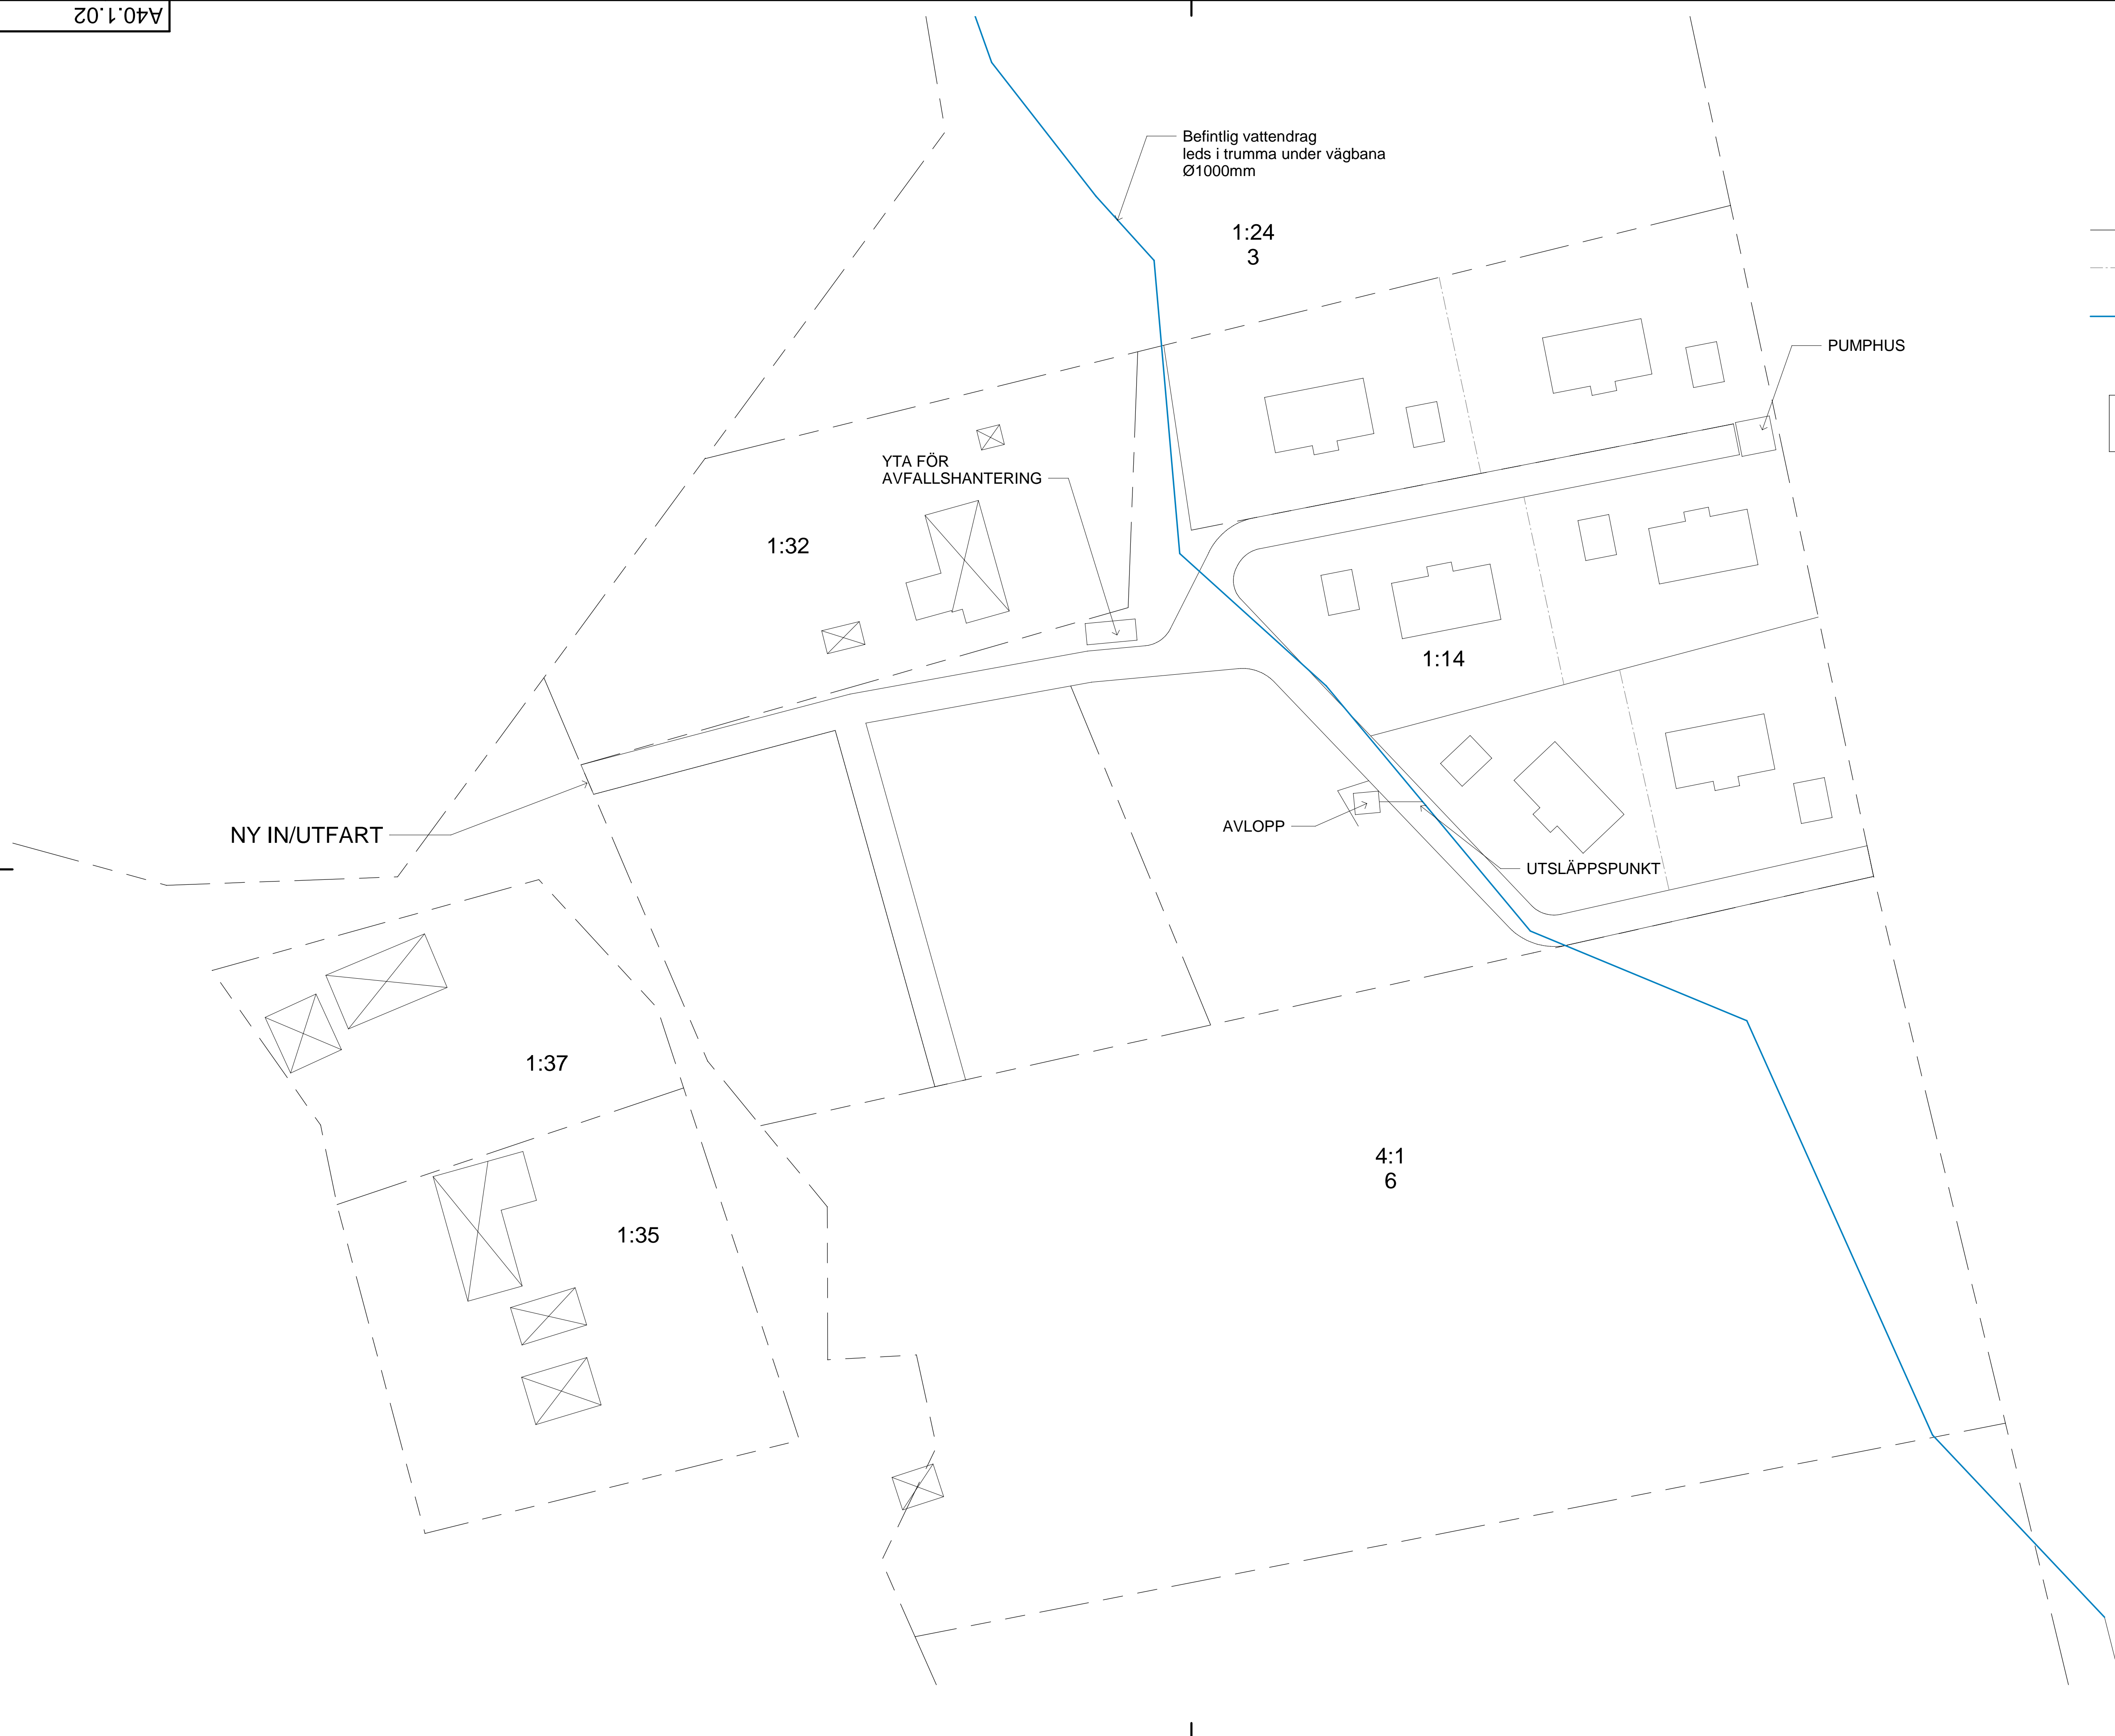 A40.1.02
Befintlig vattendrag
leds i trumma under vägbana
Ø1000mm
1:24
3
PUMPHUS
YTA FÖR
AVFALLSHANTERING
1:32
1:14
NY IN/UTFART
AVLOPP
UTSLÄPPSPUNKT
1:37
4:1
6
1:35